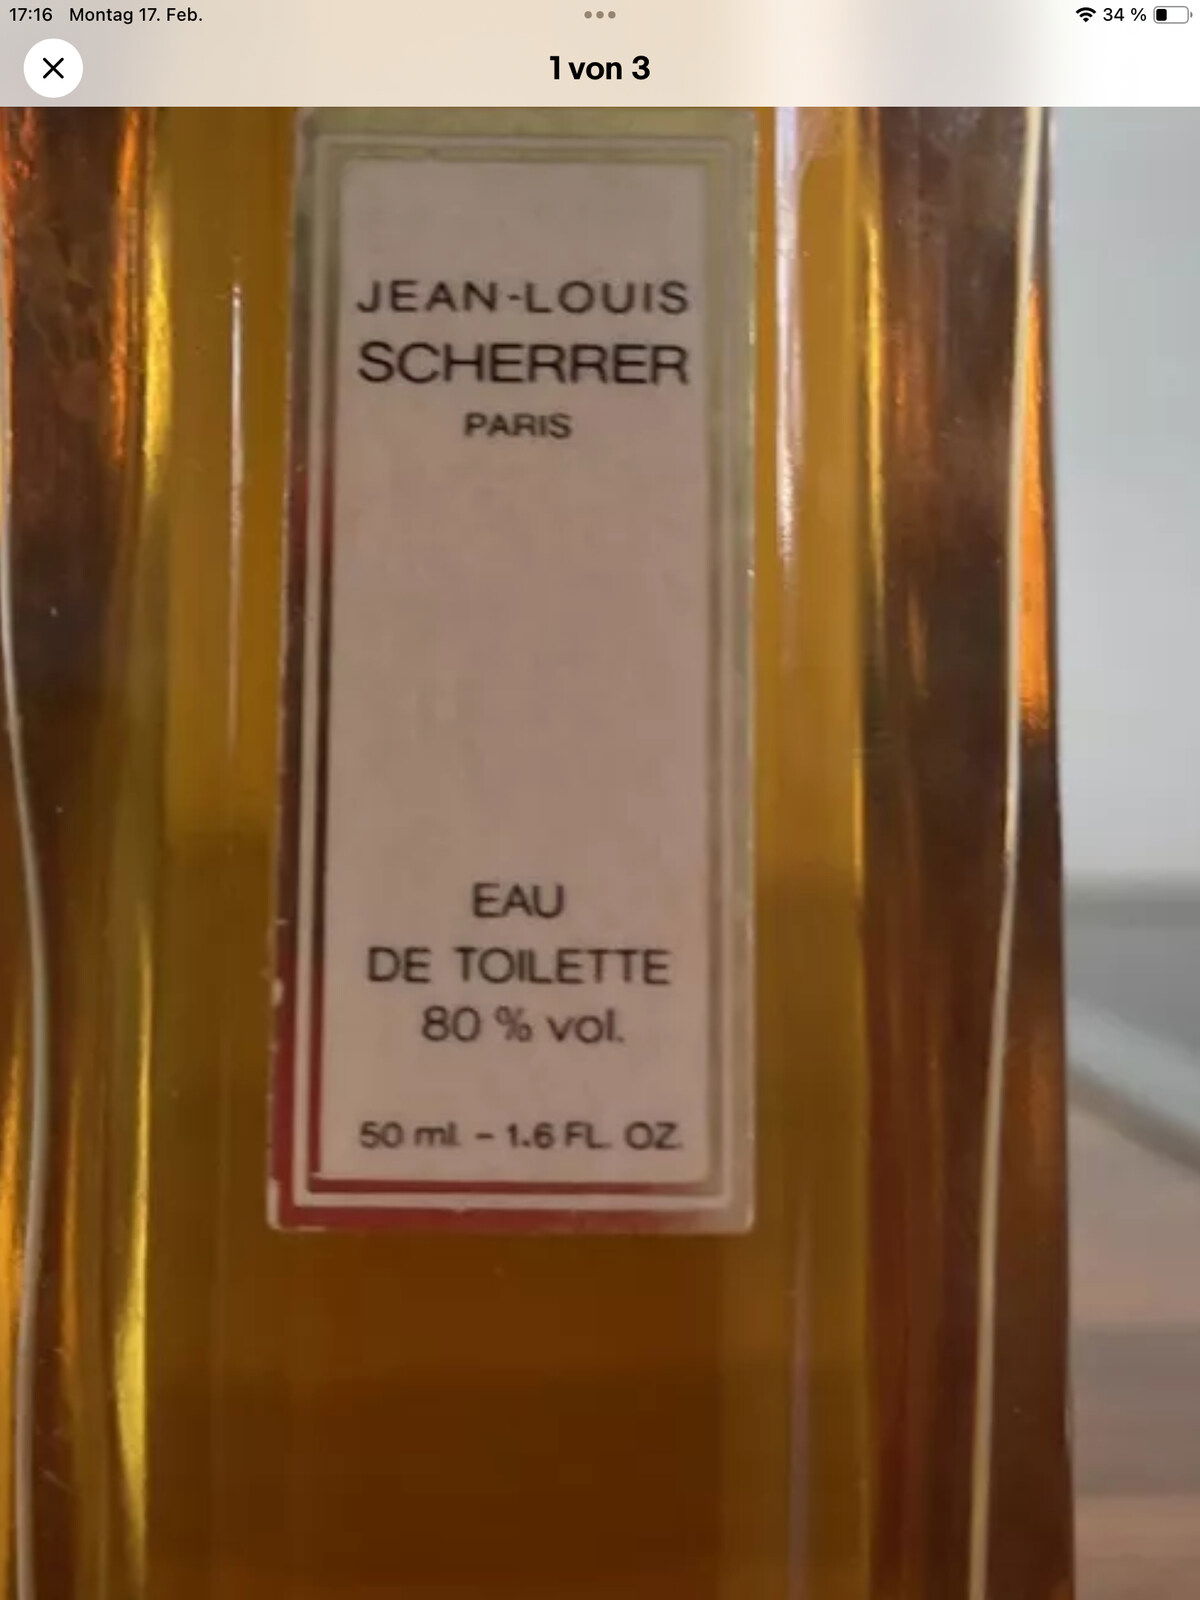 17:16 Montag 17. Feb.
34 %
1 von 3
JEAN-LOUIS
SCHERRER
PARIS
EAU
DE TOILETTE
80 % vol.
50 ml. - 1.6 FL. OZ.